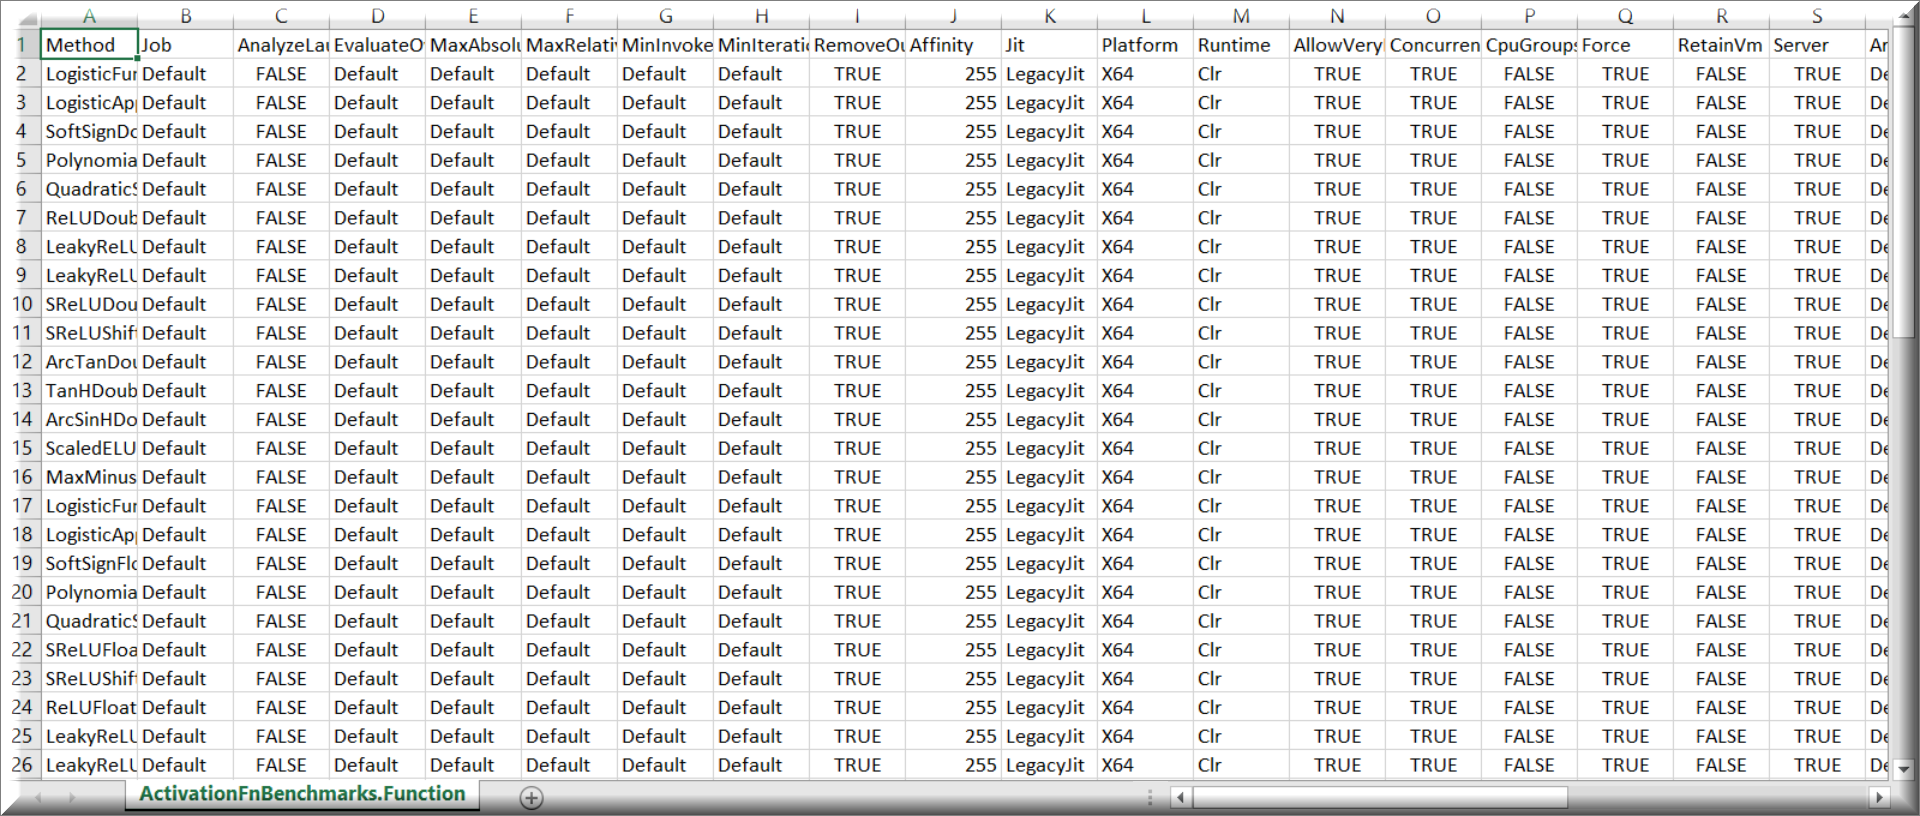 A B C D E F G H I J K L M N O P Q R S
1 Method Job AnalyzeLau EvaluateO MaxAbsolu MaxRelativ MinInvoke MinIteratio RemoveOu Affinity Jit Platform Runtime AllowVery Concurren CpuGroups Force RetainVm Server Ar
2 LogisticFur Default FALSE Default Default Default Default Default TRUE 255 LegacyJit X64 Clr TRUE TRUE FALSE TRUE FALSE TRUE De
3 LogisticApp Default FALSE Default Default Default Default Default TRUE 255 LegacyJit X64 Clr TRUE TRUE FALSE TRUE FALSE TRUE De
4 SoftSignDo Default FALSE Default Default Default Default Default TRUE 255 LegacyJit X64 Clr TRUE TRUE FALSE TRUE FALSE TRUE De
5 Polynomia Default FALSE Default Default Default Default Default TRUE 255 LegacyJit X64 Clr TRUE TRUE FALSE TRUE FALSE TRUE De
6 QuadraticS Default FALSE Default Default Default Default Default TRUE 255 LegacyJit X64 Clr TRUE TRUE FALSE TRUE FALSE TRUE De
7 ReLUDoub Default FALSE Default Default Default Default Default TRUE 255 LegacyJit X64 Clr TRUE TRUE FALSE TRUE FALSE TRUE De
8 LeakyReLU Default FALSE Default Default Default Default Default TRUE 255 LegacyJit X64 Clr TRUE TRUE FALSE TRUE FALSE TRUE De
9 LeakyReLU Default FALSE Default Default Default Default Default TRUE 255 LegacyJit X64 Clr TRUE TRUE FALSE TRUE FALSE TRUE De
10 SReLUDou Default FALSE Default Default Default Default Default TRUE 255 LegacyJit X64 Clr TRUE TRUE FALSE TRUE FALSE TRUE De
11 SReLUShift Default FALSE Default Default Default Default Default TRUE 255 LegacyJit X64 Clr TRUE TRUE FALSE TRUE FALSE TRUE De
12 ArcTanDou Default FALSE Default Default Default Default Default TRUE 255 LegacyJit X64 Clr TRUE TRUE FALSE TRUE FALSE TRUE De
13 TanHDoub Default FALSE Default Default Default Default Default TRUE 255 LegacyJit X64 Clr TRUE TRUE FALSE TRUE FALSE TRUE De
14 ArcSinHDo Default FALSE Default Default Default Default Default TRUE 255 LegacyJit X64 Clr TRUE TRUE FALSE TRUE FALSE TRUE De
15 ScaledELU Default FALSE Default Default Default Default Default TRUE 255 LegacyJit X64 Clr TRUE TRUE FALSE TRUE FALSE TRUE De
16 MaxMinus Default FALSE Default Default Default Default Default TRUE 255 LegacyJit X64 Clr TRUE TRUE FALSE TRUE FALSE TRUE De
17 LogisticFur Default FALSE Default Default Default Default Default TRUE 255 LegacyJit X64 Clr TRUE TRUE FALSE TRUE FALSE TRUE De
18 LogisticApp Default FALSE Default Default Default Default Default TRUE 255 LegacyJit X64 Clr TRUE TRUE FALSE TRUE FALSE TRUE De
19 SoftSignFlo Default FALSE Default Default Default Default Default TRUE 255 LegacyJit X64 Clr TRUE TRUE FALSE TRUE FALSE TRUE De
20 Polynomia Default FALSE Default Default Default Default Default TRUE 255 LegacyJit X64 Clr TRUE TRUE FALSE TRUE FALSE TRUE De
21 QuadraticS Default FALSE Default Default Default Default Default TRUE 255 LegacyJit X64 Clr TRUE TRUE FALSE TRUE FALSE TRUE De
22 SReLUFloa Default FALSE Default Default Default Default Default TRUE 255 LegacyJit X64 Clr TRUE TRUE FALSE TRUE FALSE TRUE De
23 SReLUShift Default FALSE Default Default Default Default Default TRUE 255 LegacyJit X64 Clr TRUE TRUE FALSE TRUE FALSE TRUE De
24 ReLUFloat Default FALSE Default Default Default Default Default TRUE 255 LegacyJit X64 Clr TRUE TRUE FALSE TRUE FALSE TRUE De
25 LeakyReLU Default FALSE Default Default Default Default Default TRUE 255 LegacyJit X64 Clr TRUE TRUE FALSE TRUE FALSE TRUE De
26 LeakyReLU Default FALSE Default Default Default Default Default TRUE 255 LegacyJit X64 Clr TRUE TRUE FALSE TRUE FALSE TRUE De
ActivationFnBenchmarks.Function